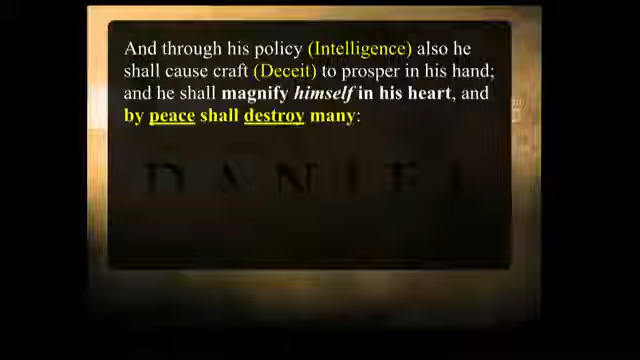 And through his policy (Intelligence) also he
shall cause craft (Deceit) to prosper in his hand;
and he shall magnify himself in his heart, and
by peace shall destroy many:
DANIEL